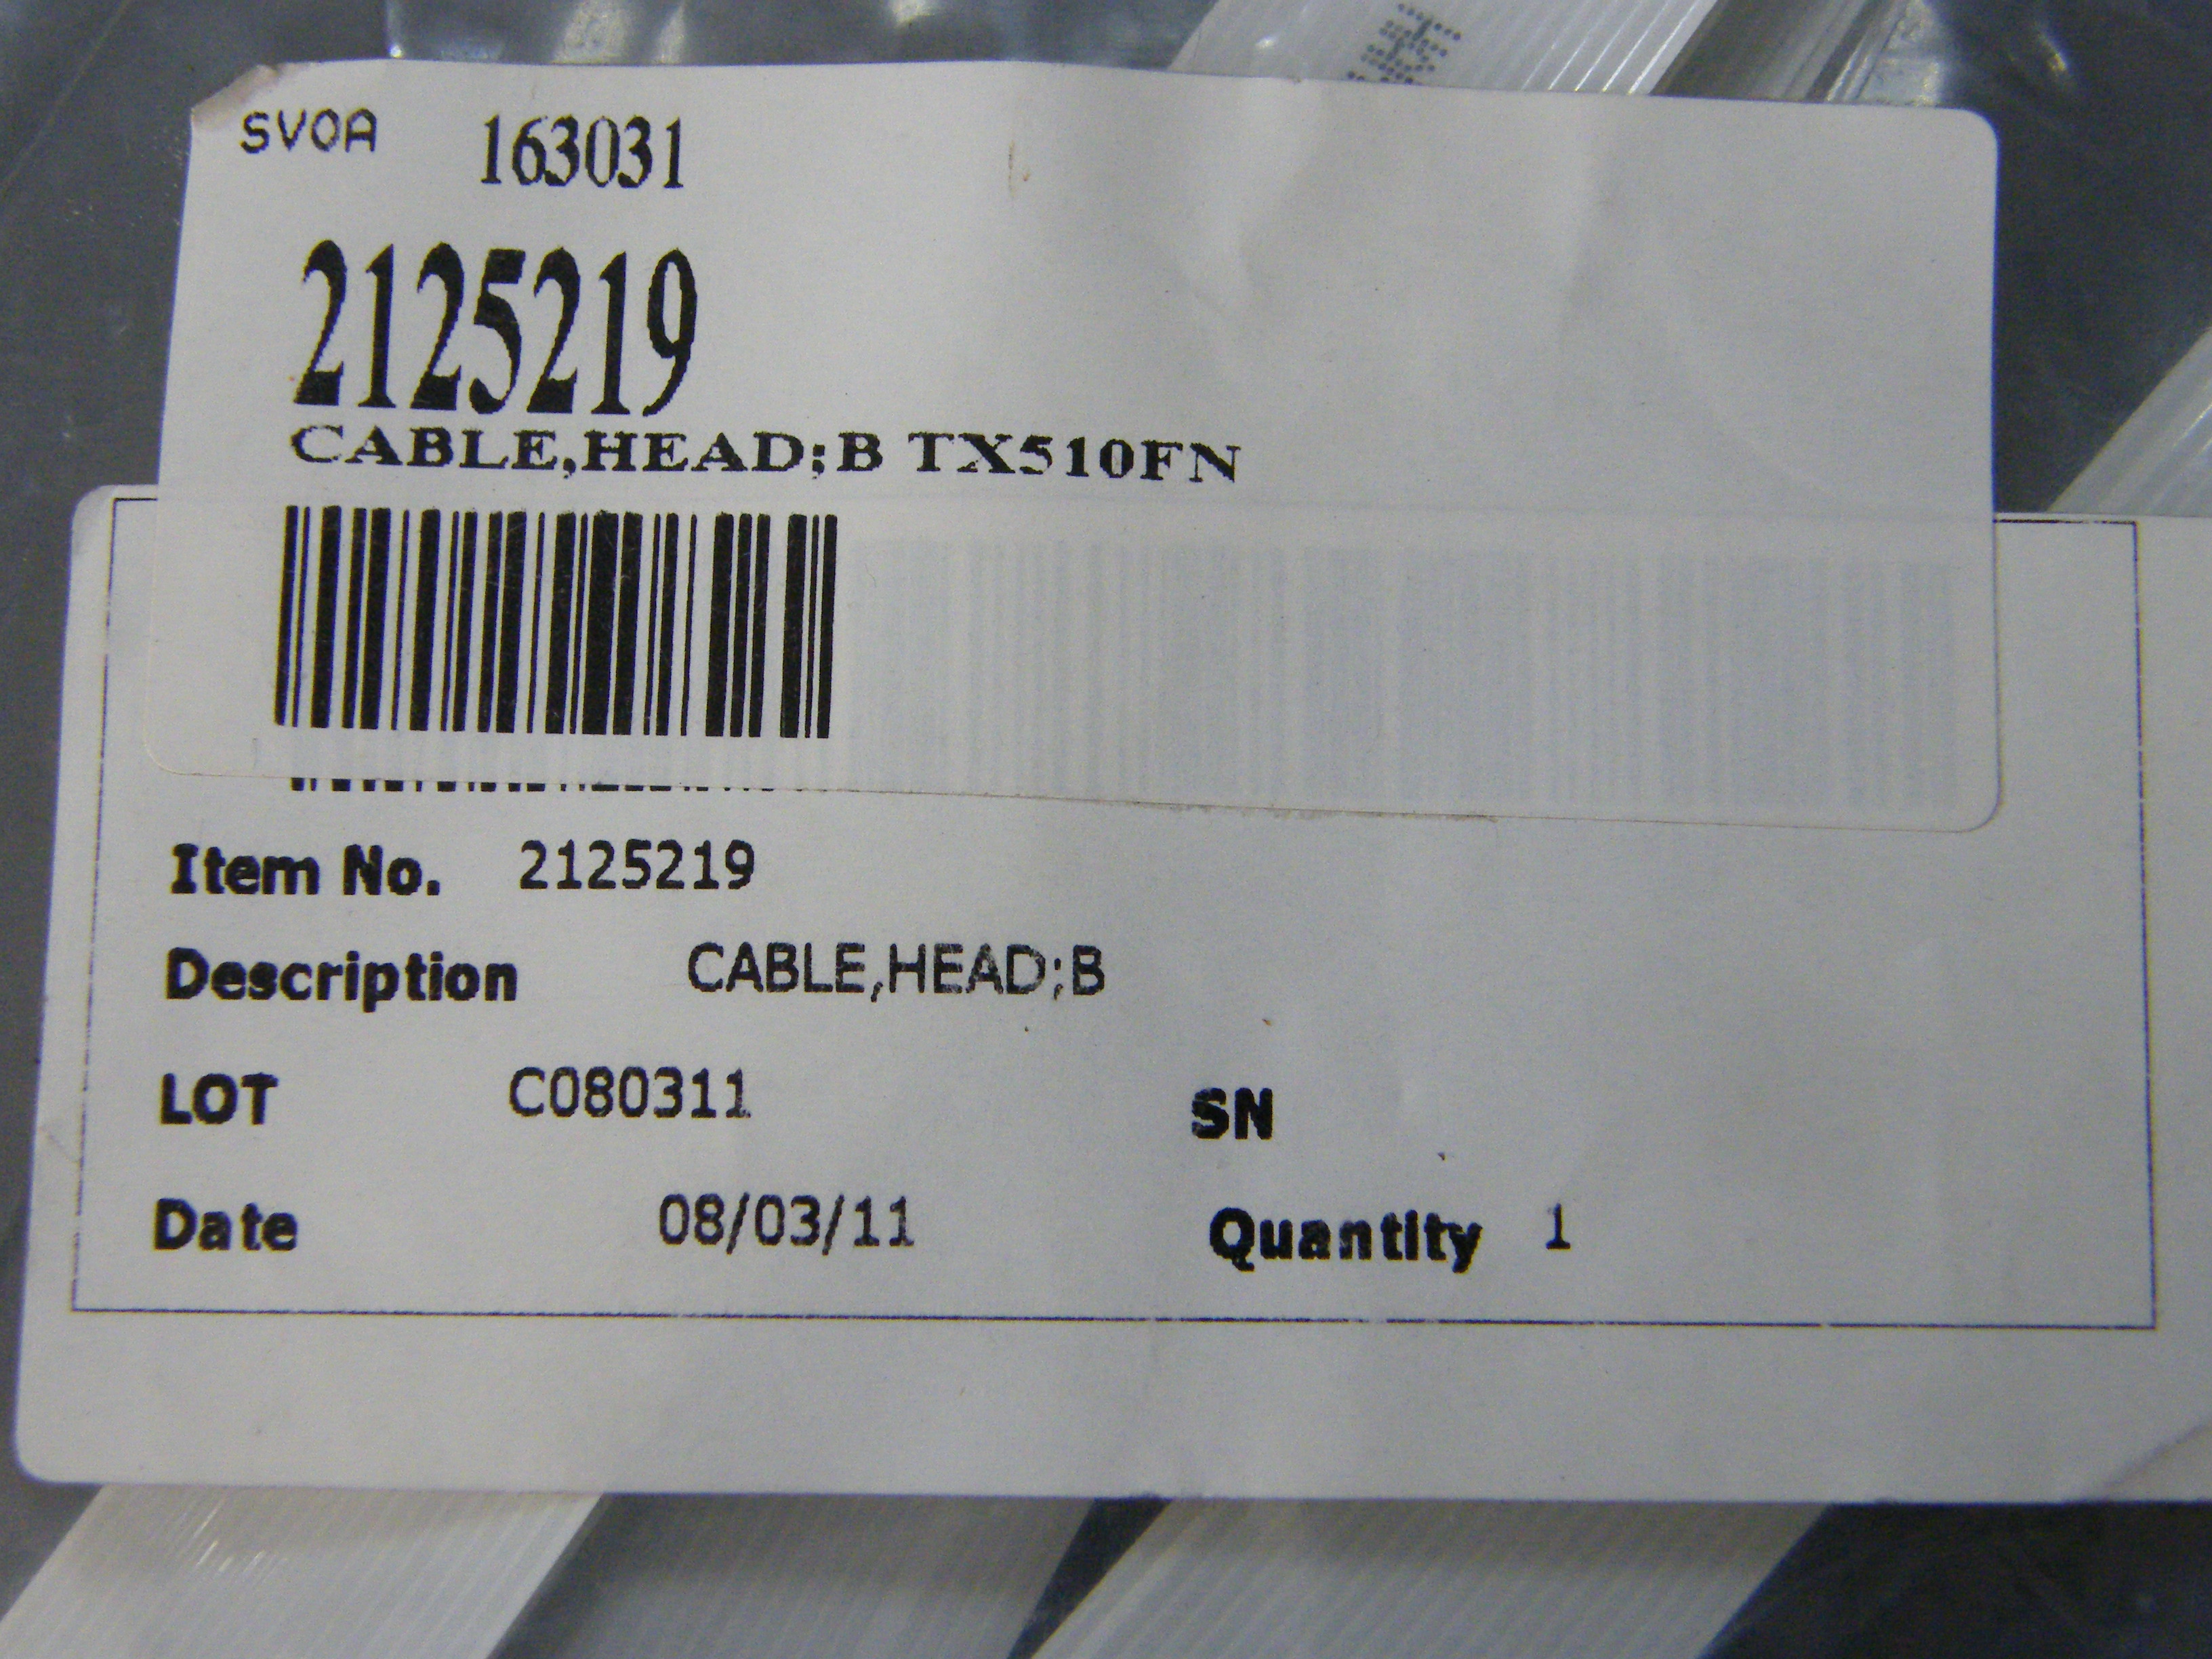 SVOA 163031
2125219
CABLE,HEAD;B TX510FN
Item No. 2125219
Description CABLE,HEAD;B
LOT C080311 SN
Date 08/03/11 Quantity 1